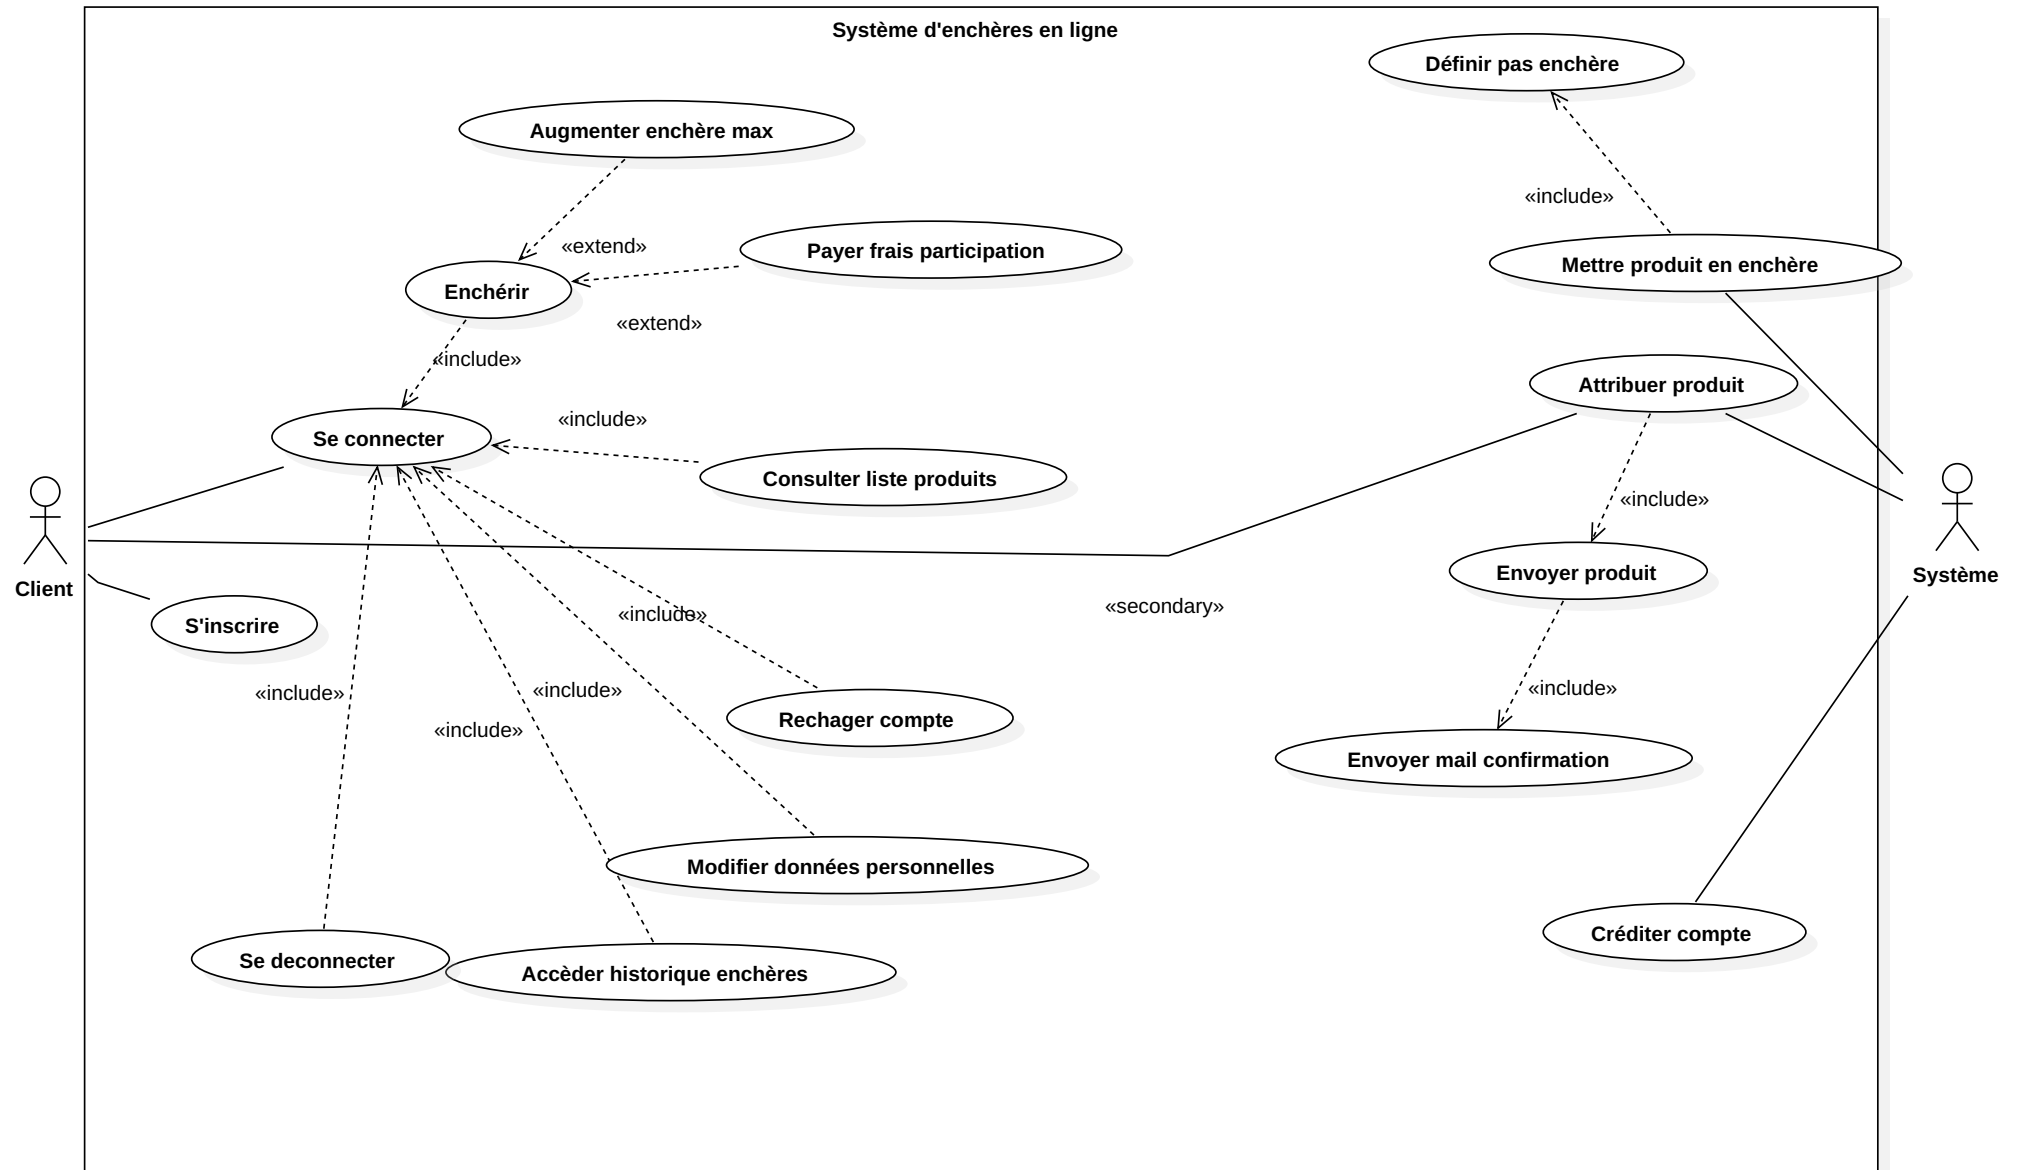 Système d'enchères en ligne
Définir pas enchère
Augmenter enchère max
«include»
«extend»
Payer frais participation
Mettre produit en enchère
Enchérir
«extend»
«include»
Attribuer produit
«include»
Se connecter
Consulter liste produits
«include»
Client
Envoyer produit
Système
«secondary»
S'inscrire
«include»
«include»
«include»
«include»
«include»
Rechager compte
Envoyer mail confirmation
Modifier données personnelles
Créditer compte
Se deconnecter
Accèder historique enchères